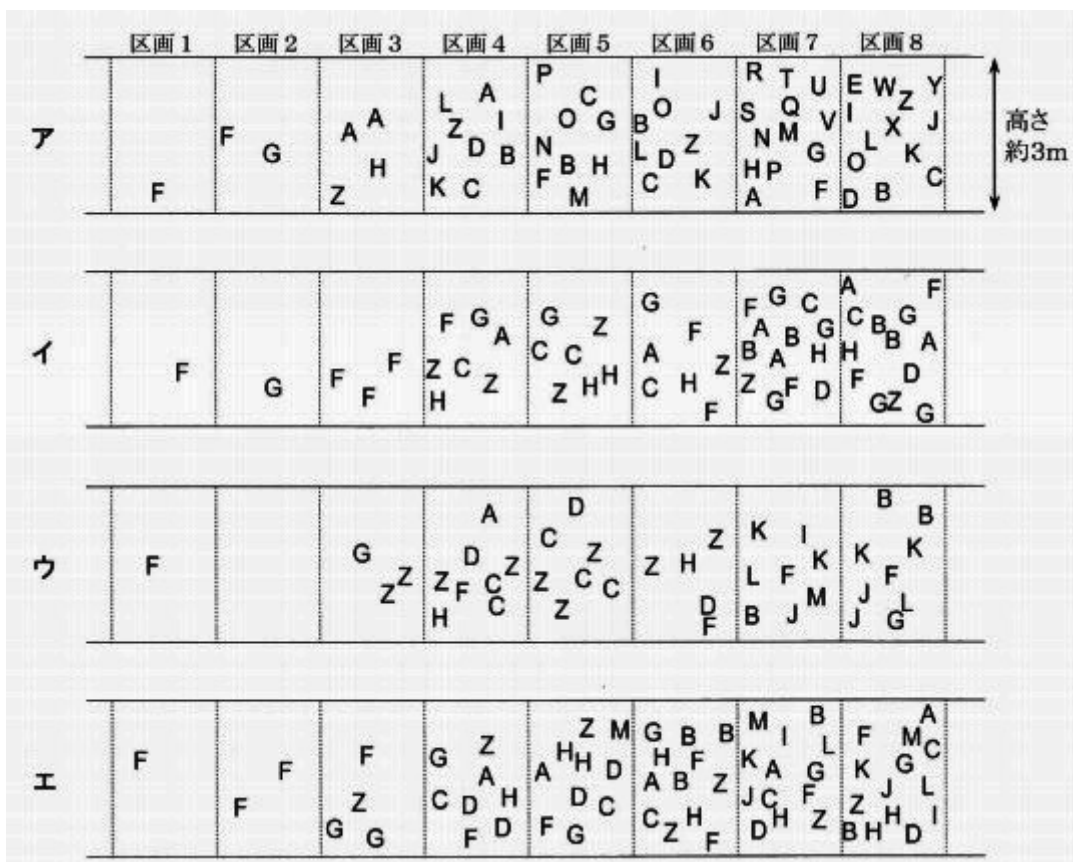 区画1 区画2 区画3 区画4 区画5 区画6 区画7 区画8
ア
F
F G
A A H Z
A L I Z D B J K C
P C O G N B H F M
I O J B Z L D C K
R T U S Q V N M G H P F A
E W Y Z I X J L K O C B D
高さ
約3m
イ
F
G
F F F
F G A Z C Z H
G Z C C H H Z
G F A Z C H F
F G C G A B B A H Z F D G
A F C B G B A H F D G Z G
ウ
F
G Z Z
A D Z Z F C C H
D C Z Z C C Z
Z Z H D F
K I K L F M B J
B B K K F J L J G
エ
F
F F
F Z G G
Z G A C D H D F
Z M H H D A D C F G
G B B H F A B Z C H Z F
M B I L K A G J C F H Z D
A F M C G K J L Z H I B H D